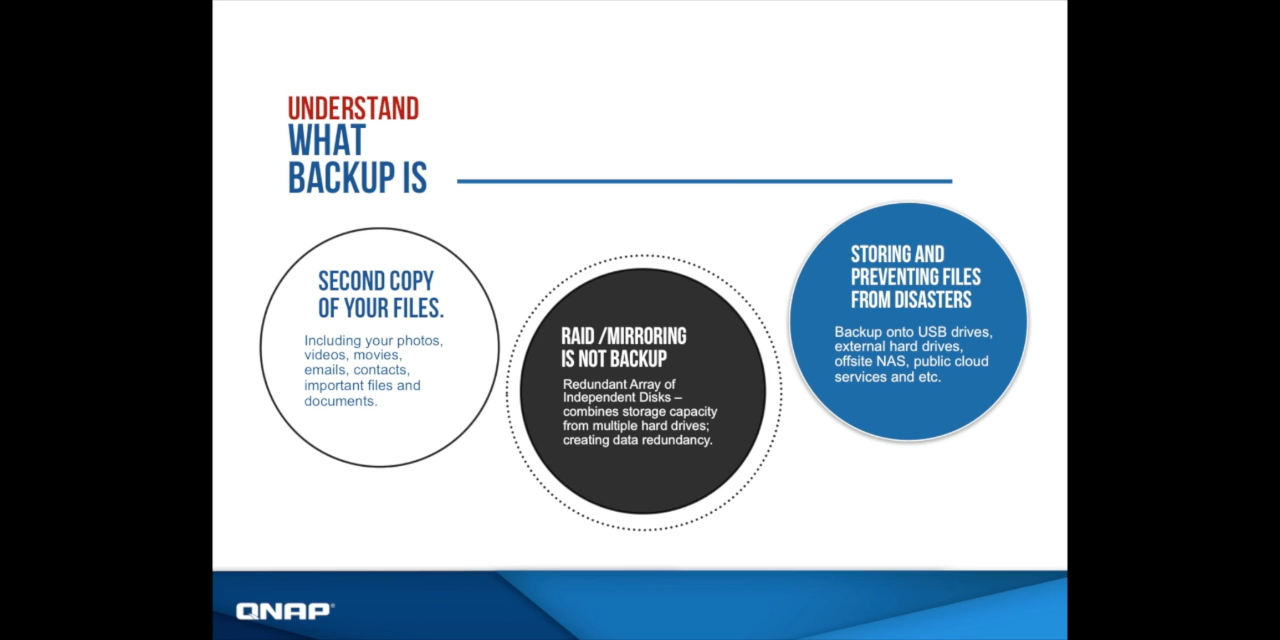 UNDERSTAND
WHAT
BACKUP IS
SECOND COPY
OF YOUR FILES.
Including your photos,
videos, movies,
emails, contacts,
important files and
documents.
RAID /MIRRORING
IS NOT BACKUP
Redundant Array of
Independent Disks –
combines storage capacity
from multiple hard drives;
creating data redundancy.
STORING AND
PREVENTING FILES
FROM DISASTERS
Backup onto USB drives,
external hard drives,
offsite NAS, public cloud
services and etc.
QNAP